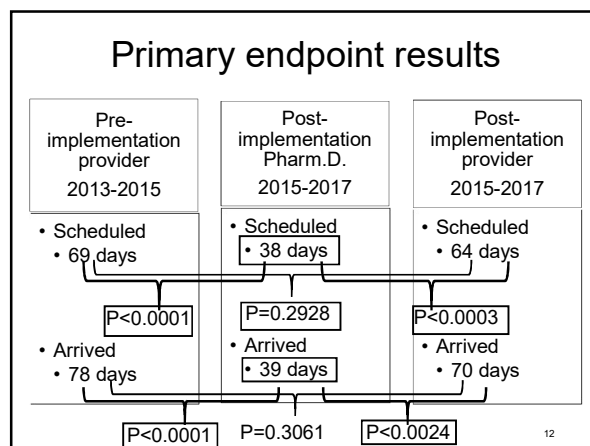 Primary endpoint results
Pre-
implementation
provider
2013-2015
• Scheduled
• 69 days
P<0.0001
• Arrived
• 78 days
P<0.0001
Post-
implementation
Pharm.D.
2015-2017
• Scheduled
• 38 days
P=0.2928
• Arrived
• 39 days
P=0.3061
Post-
implementation
provider
2015-2017
• Scheduled
• 64 days
P<0.0003
• Arrived
• 70 days
P<0.0024
12